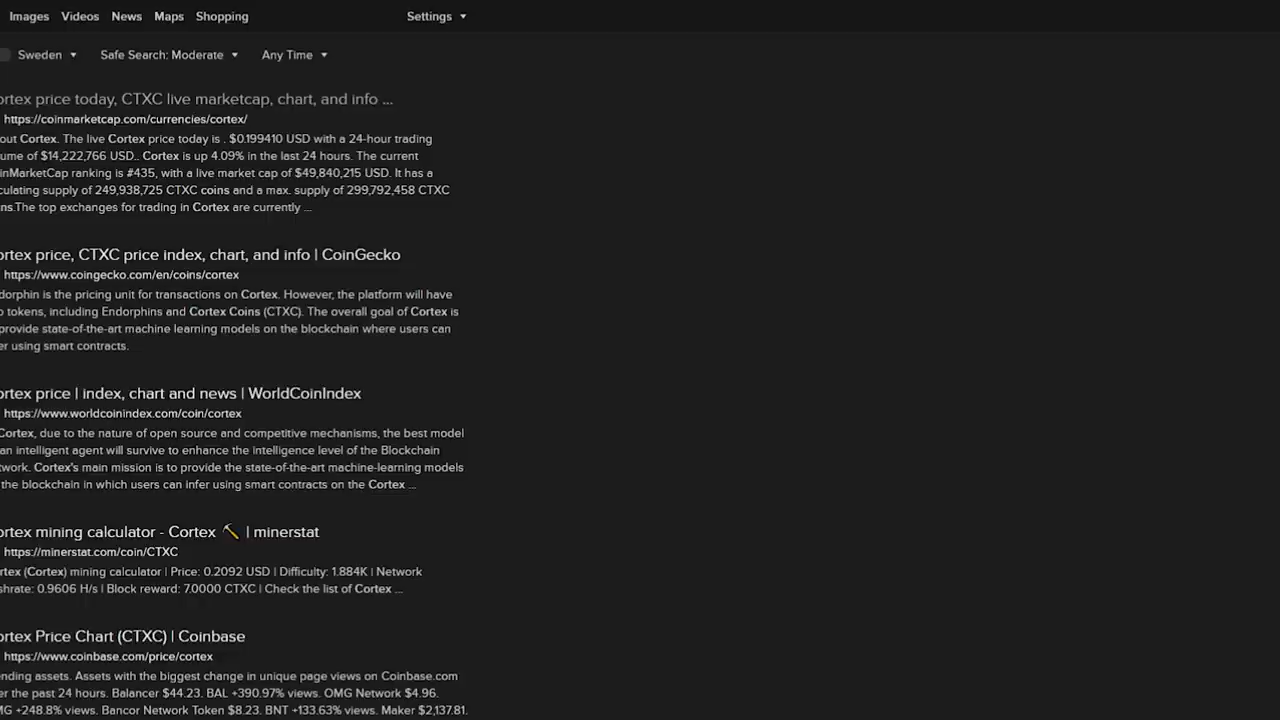 Images Videos News Maps Shopping Settings
Sweden Safe Search: Moderate Any Time
ortex price today, CTXC live marketcap, chart, and info ...
https://coinmarketcap.com/currencies/cortex/
out Cortex. The live Cortex price today is . $0.199410 USD with a 24-hour trading
ume of $14,222,766 USD.. Cortex is up 4.09% in the last 24 hours. The current
inMarketCap ranking is #435, with a live market cap of $49,840,215 USD. It has a
culating supply of 249,938,725 CTXC coins and a max. supply of 299,792,458 CTXC
ns.The top exchanges for trading in Cortex are currently ...
ortex price, CTXC price index, chart, and info | CoinGecko
https://www.coingecko.com/en/coins/cortex
dorphin is the pricing unit for transactions on Cortex. However, the platform will have
o tokens, including Endorphins and Cortex Coins (CTXC). The overall goal of Cortex is
provide state-of-the-art machine learning models on the blockchain where users can
er using smart contracts.
ortex price | index, chart and news | WorldCoinIndex
https://www.worldcoinindex.com/coin/cortex
Cortex, due to the nature of open source and competitive mechanisms, the best model
an intelligent agent will survive to enhance the intelligence level of the Blockchain
twork. Cortex's main mission is to provide the state-of-the-art machine-learning models
the blockchain in which users can infer using smart contracts on the Cortex ...
ortex mining calculator - Cortex | minerstat
https://minerstat.com/coin/CTXC
rtex (Cortex) mining calculator | Price: 0.2092 USD | Difficulty: 1.884K | Network
shrate: 0.9606 H/s | Block reward: 7.0000 CTXC | Check the list of Cortex ...
ortex Price Chart (CTXC) | Coinbase
https://www.coinbase.com/price/cortex
ending assets. Assets with the biggest change in unique page views on Coinbase.com
er the past 24 hours. Balancer $44.23. BAL +390.97% views. OMG Network $4.96.
MG +248.8% views. Bancor Network Token $8.23. BNT +133.63% views. Maker $2,137.81.